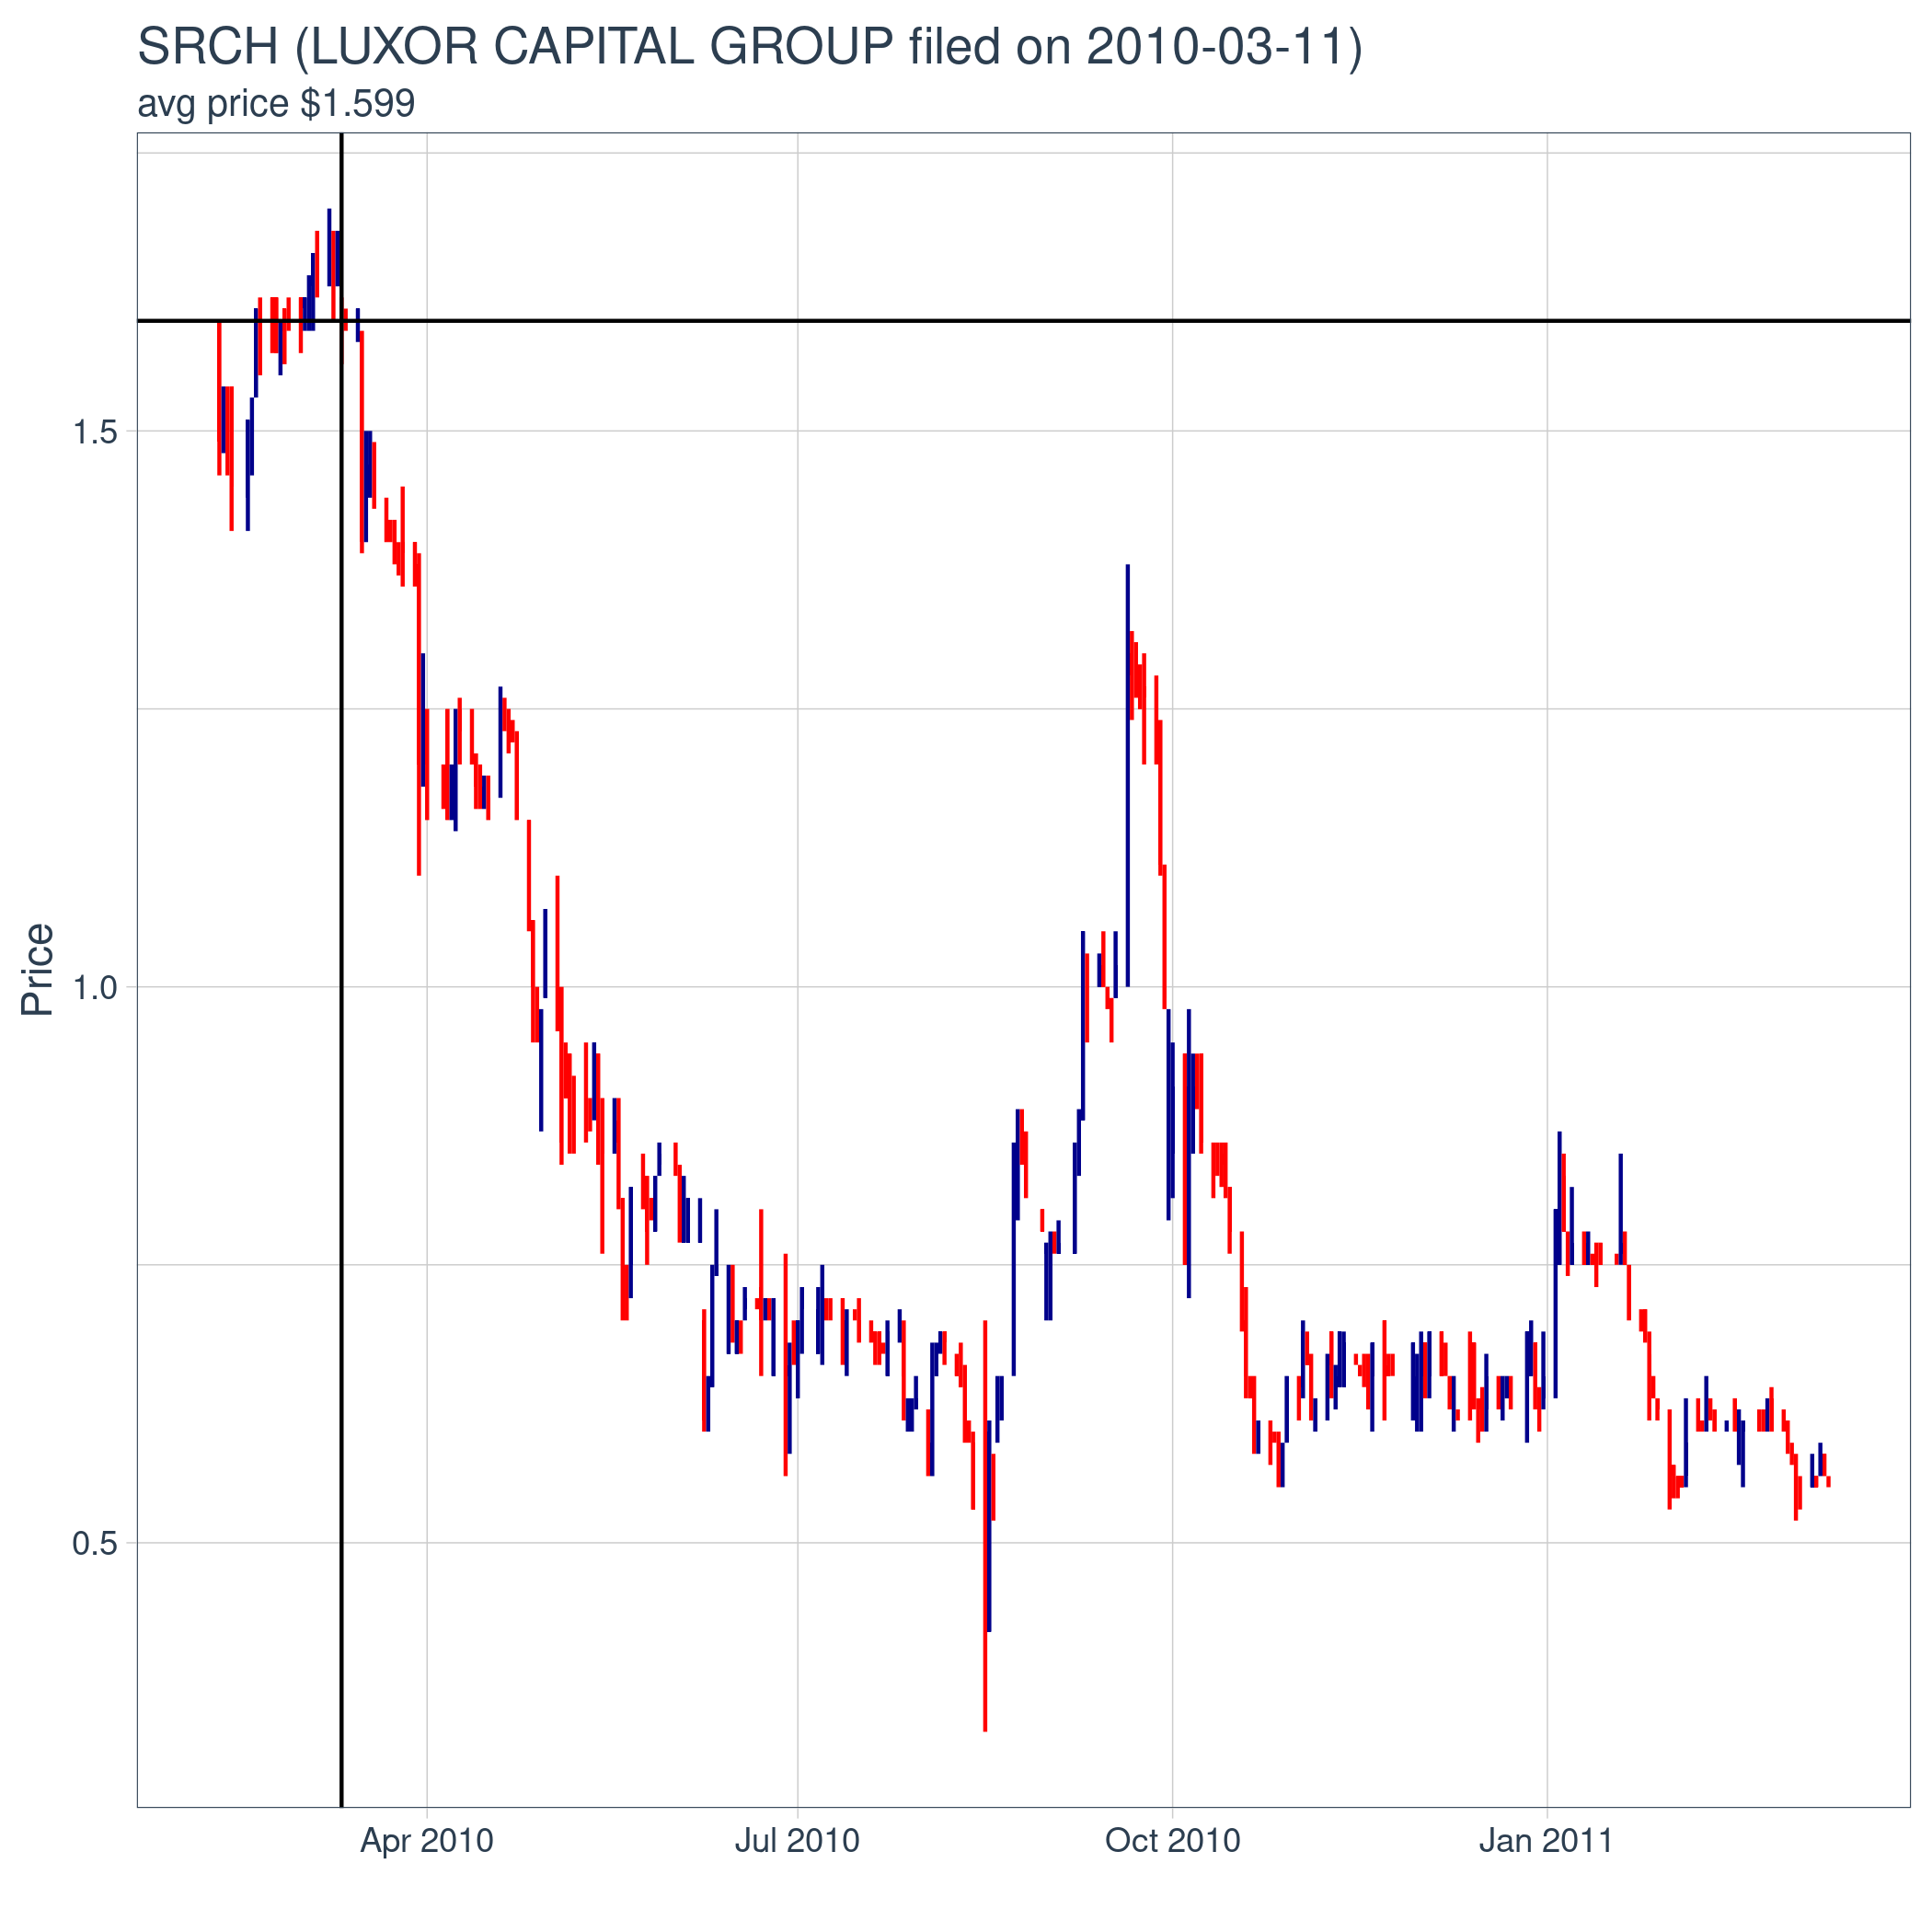 SRCH (LUXOR CAPITAL GROUP filed on 2010-03-11)
avg price $1.599
1.5
1.0
0.5
Price
Apr 2010
Jul 2010
Oct 2010
Jan 2011